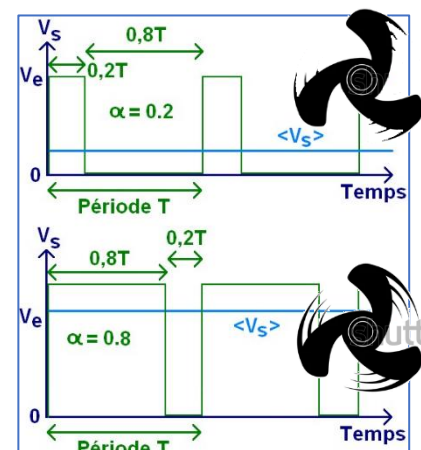 Vs
0,8T
Ve
0,2T
α = 0.2
<Vs>
0
Temps
Période T
Vs
0,8T
0,2T
Ve
<Vs>
α = 0.8
0
Temps
Période T